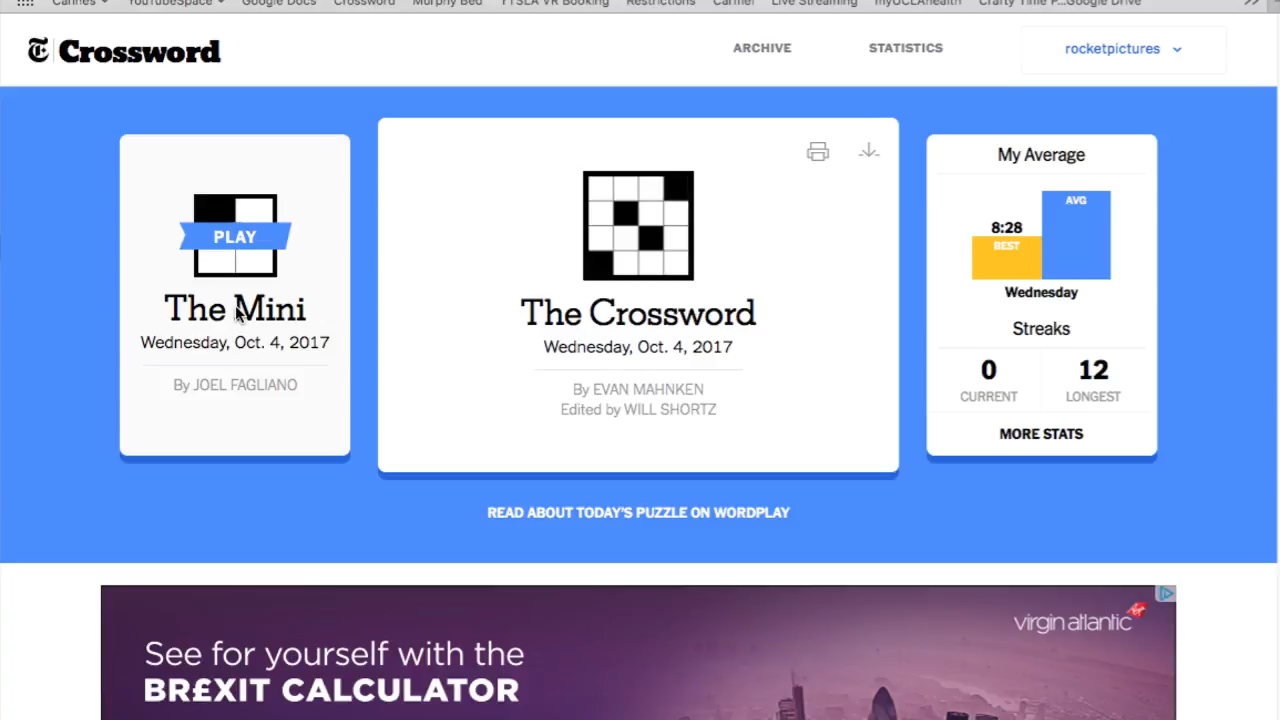 Cannes YouTubeSpace Google Docs Crossword Murphy Bed YTSLA VR Booking Restrictions Carmel Live Streaming myUCLAhealth Crafty Time P...Google Drive >>
Crossword
ARCHIVE STATISTICS rocketpictures
PLAY
The Mini
Wednesday, Oct. 4, 2017
By JOEL FAGLIANO
The Crossword
Wednesday, Oct. 4, 2017
By EVAN MAHNKEN
Edited by WILL SHORTZ
My Average
AVG
8:28
BEST
Wednesday
Streaks
0 12
CURRENT LONGEST
MORE STATS
READ ABOUT TODAY'S PUZZLE ON WORDPLAY
virgin atlantic
See for yourself with the
BR£XIT CALCULATOR